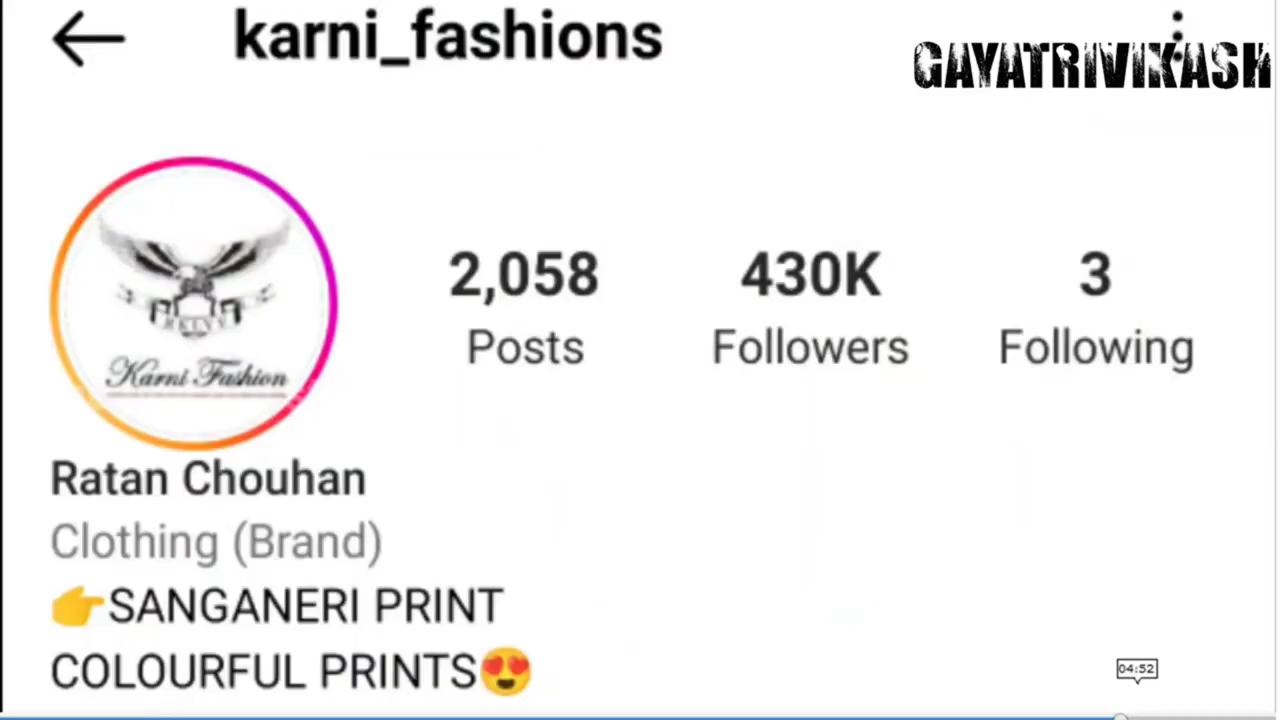 karni_fashions
GAYATRIVIKASH
2,058
Posts
430K
Followers
3
Following
Karni Fashion
Ratan Chouhan
Clothing (Brand)
👉SANGANERI PRINT
COLOURFUL PRINTS😍
04:52